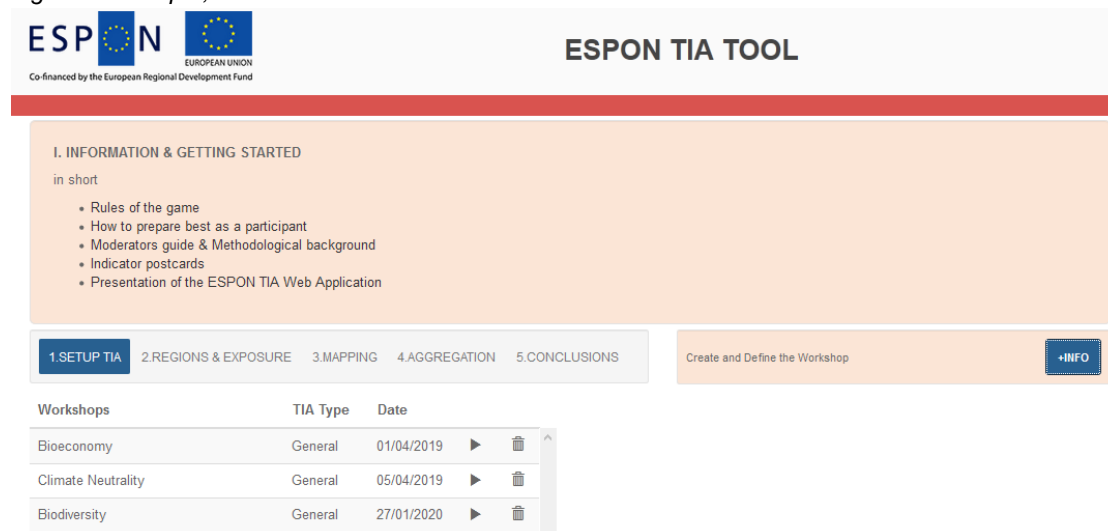 ESPON
EUROPEAN UNION
Co-financed by the European Regional Development Fund
ESPON TIA TOOL
I. INFORMATION & GETTING STARTED
in short
• Rules of the game
• How to prepare best as a participant
• Moderators guide & Methodological background
• Indicator postcards
• Presentation of the ESPON TIA Web Application
1.SETUP TIA 2.REGIONS & EXPOSURE 3.MAPPING 4.AGGREGATION 5.CONCLUSIONS
Create and Define the Workshop +INFO
Workshops TIA Type Date
Bioeconomy General 01/04/2019
Climate Neutrality General 05/04/2019
Biodiversity General 27/01/2020